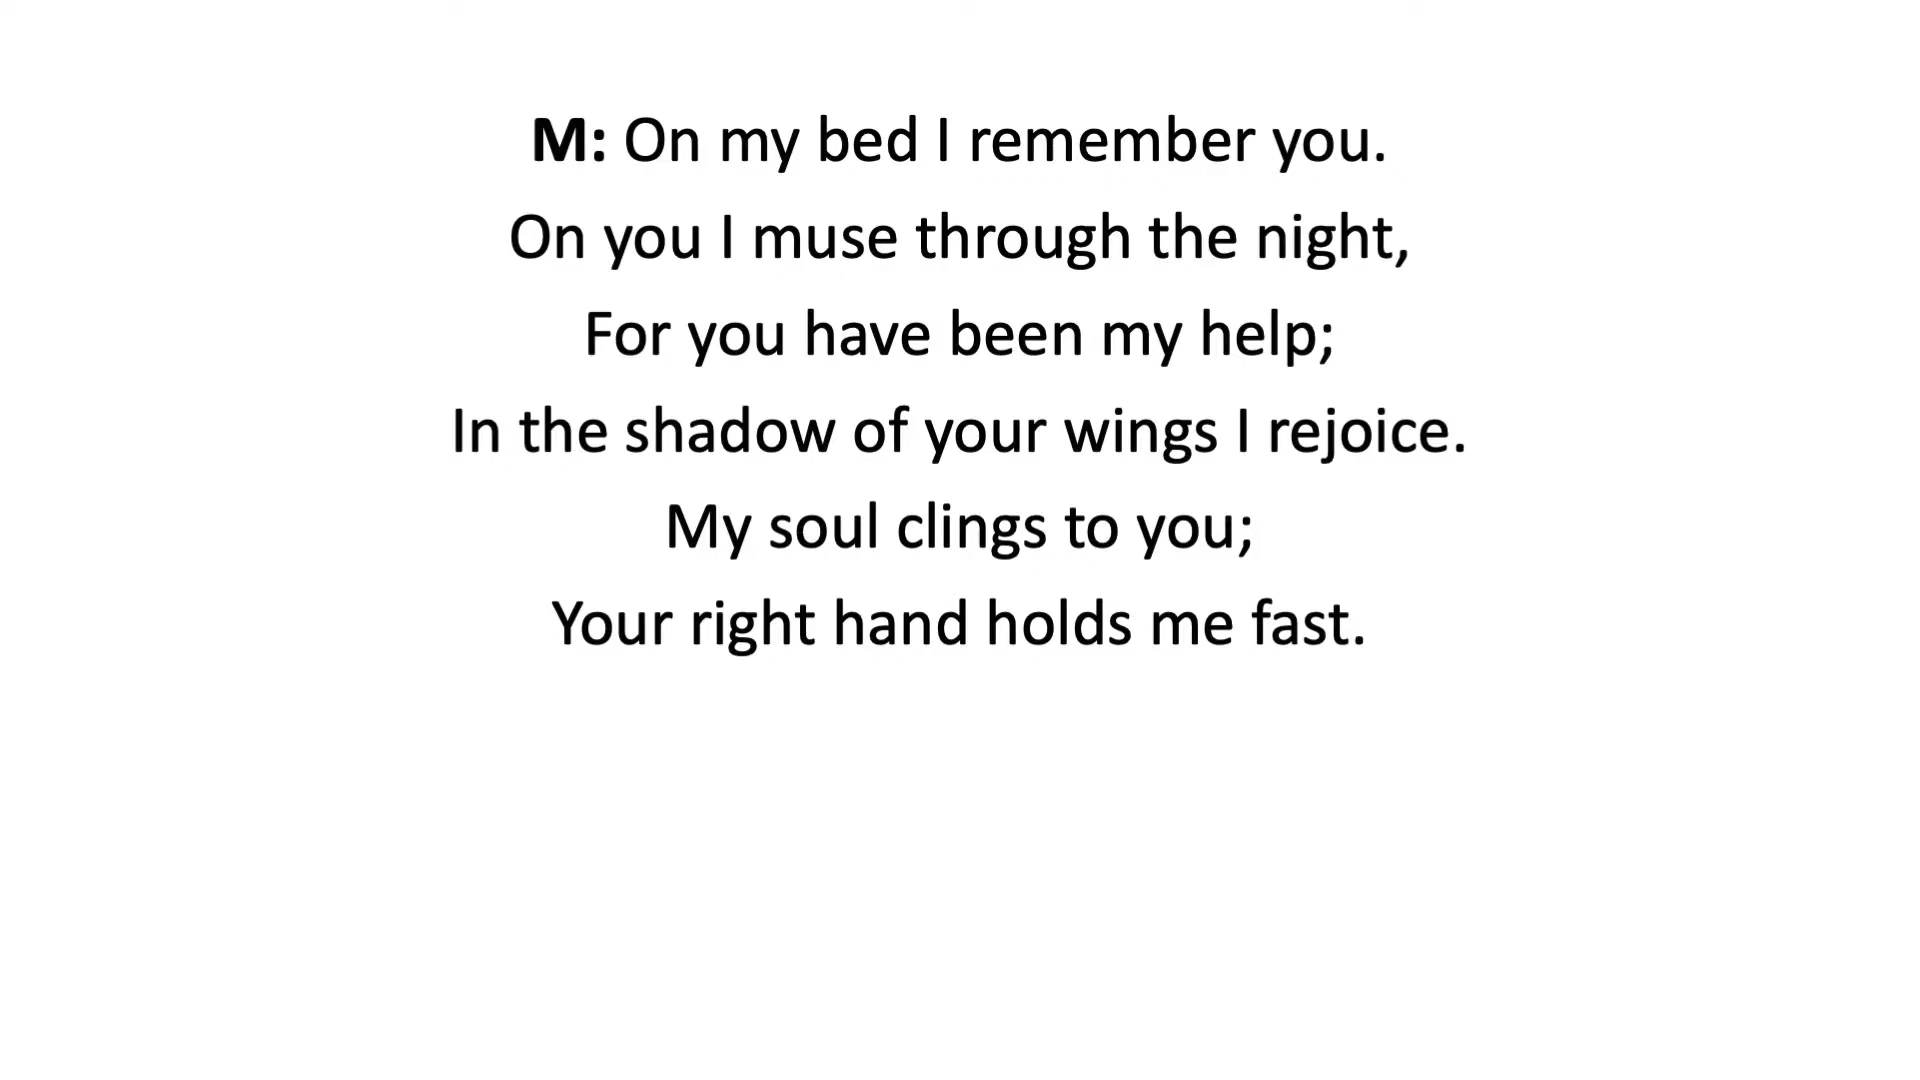 M: On my bed I remember you.
On you I muse through the night,
For you have been my help;
In the shadow of your wings I rejoice.
My soul clings to you;
Your right hand holds me fast.